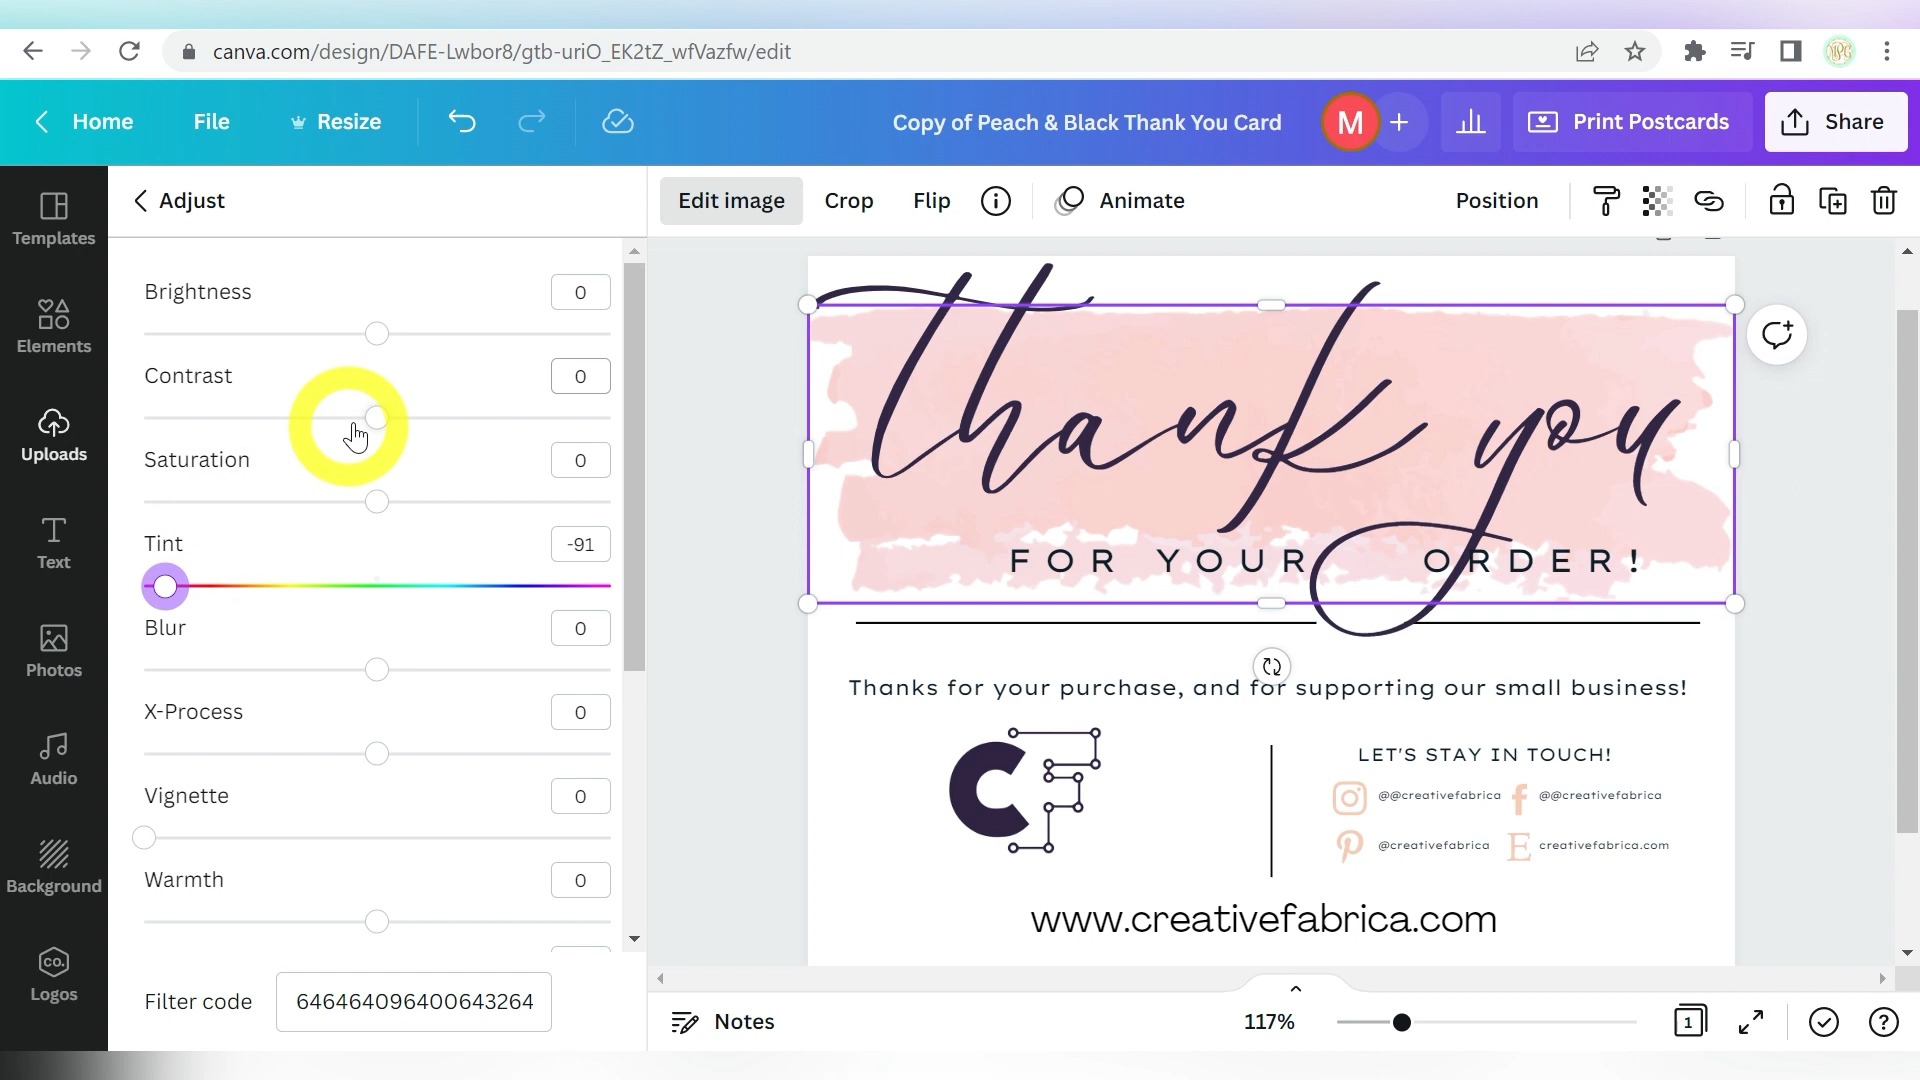 canva.com/design/DAFE-Lwbor8/gtb-uriO_EK2tZ_wfVazfw/edit
Home File Resize Copy of Peach & Black Thank You Card M + Print Postcards Share
Templates
Elements
Uploads
Text
Photos
Audio
Background
CO.
Logos
Adjust
Brightness 0
Contrast 0
Saturation 0
Tint -91
Blur 0
X-Process 0
Vignette 0
Warmth 0
Filter code 646464096400643264
Edit image Crop Flip Animate Position
thank you
FOR YOUR ORDER!
Thanks for your purchase, and for supporting our small business!
CF
LET'S STAY IN TOUCH!
@@creativefabrica @@creativefabrica
@creativefabrica E creativefabrica.com
www.creativefabrica.com
Notes 117% 1 ?